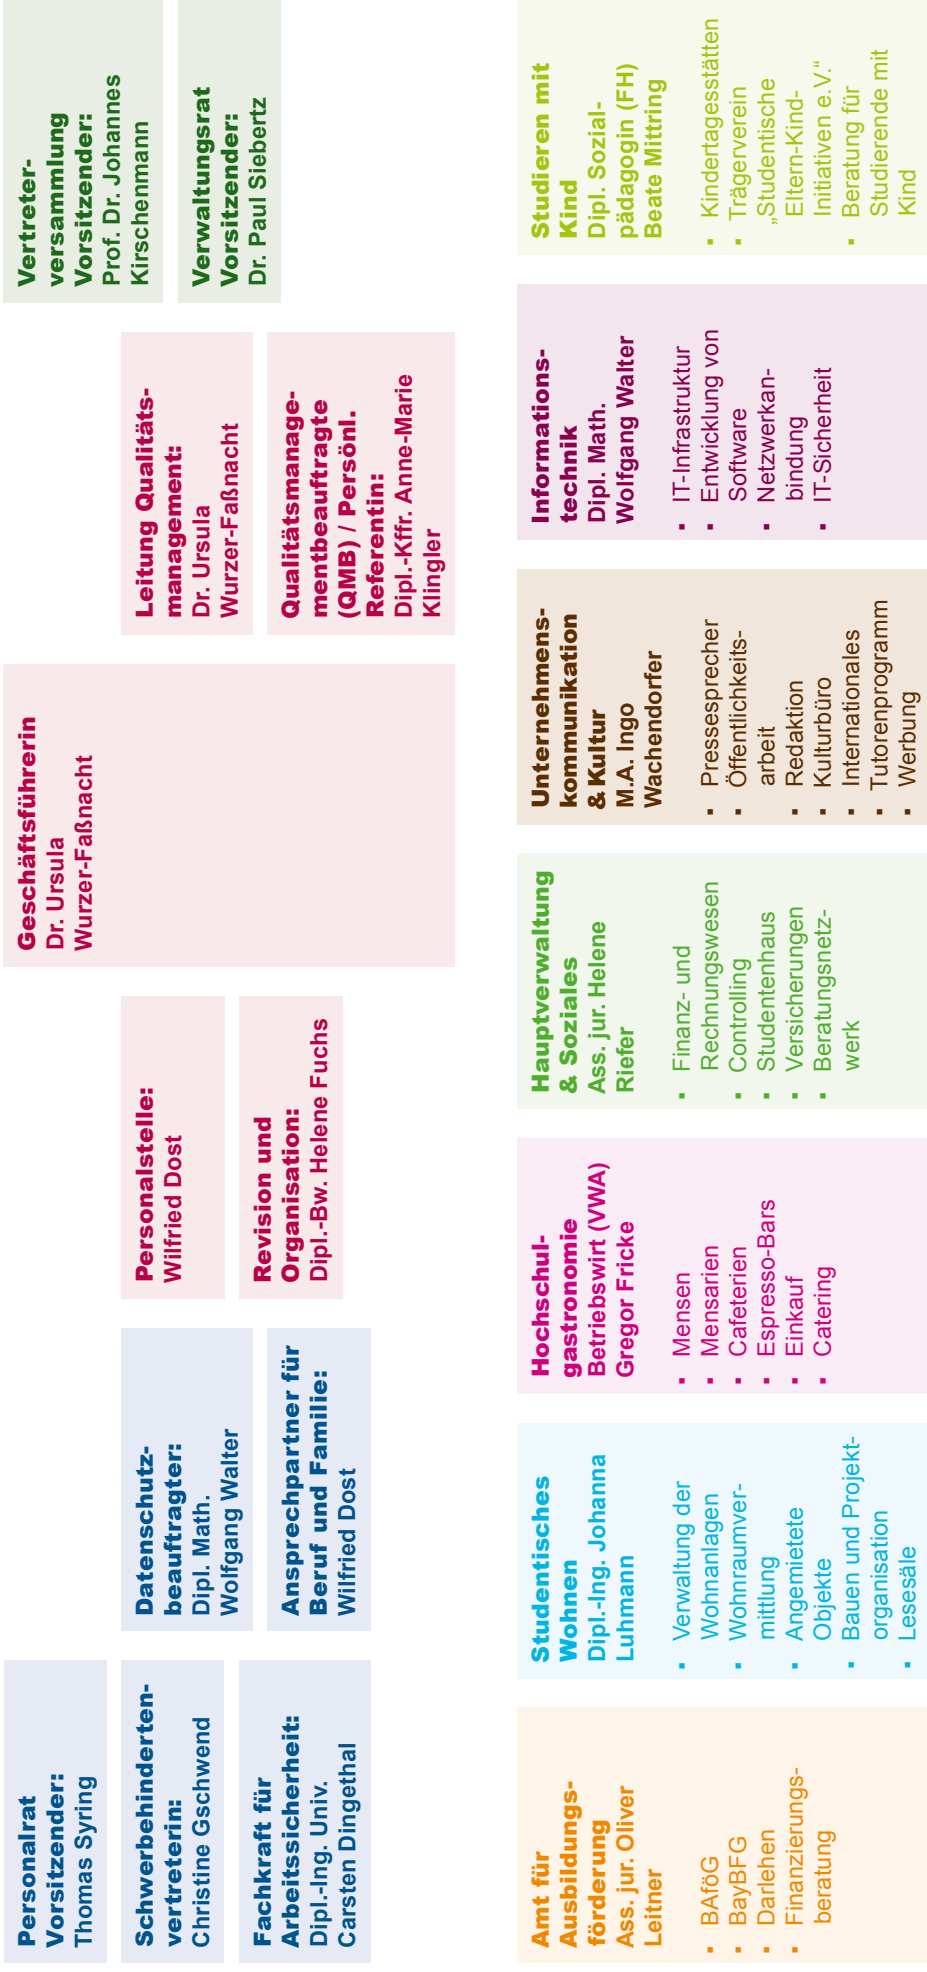 Personalrat
Vorsitzender:
Thomas Syring
Schwerbehinderten-
vertreterin:
Christine Gschwend
Fachkraft für
Arbeitssicherheit:
Dipl.-Ing. Univ.
Carsten Dingethal
Datenschutz-
beauftragter:
Dipl. Math.
Wolfgang Walter
Ansprechpartner für
Beruf und Familie:
Wilfried Dost
Personalstelle:
Wilfried Dost
Revision und
Organisation:
Dipl.-Bw. Helene Fuchs
Geschäftsführerin
Dr. Ursula
Wurzer-Faßnacht
Leitung Qualitäts-
management:
Dr. Ursula
Wurzer-Faßnacht
Qualitätsmanage-
mentbeauftragte
(QMB) / Persönl.
Referentin:
Dipl.-Kffr. Anne-Marie
Klingler
Vertreter-
versammlung
Vorsitzender:
Prof. Dr. Johannes
Kirschenmann
Verwaltungsrat
Vorsitzender:
Dr. Paul Siebertz
Amt für
Ausbildungs-
förderung
Ass. jur. Oliver
Leitner
▪ BAföG
▪ BayBFG
▪ Darlehen
▪ Finanzierungs-
beratung
Studentisches
Wohnen
Dipl.-Ing. Johanna
Luhmann
▪ Verwaltung der
Wohnanlagen
▪ Wohnraumver-
mittlung
▪ Angemietete
Objekte
▪ Bauen und Projekt-
organisation
▪ Lesesäle
Hochschul-
gastronomie
Betriebswirt (VWA)
Gregor Fricke
▪ Mensen
▪ Mensarien
▪ Cafeterien
▪ Espresso-Bars
▪ Einkauf
▪ Catering
Hauptverwaltung
& Soziales
Ass. jur. Helene
Riefer
▪ Finanz- und
Rechnungswesen
▪ Controlling
▪ Studentenhaus
▪ Versicherungen
▪ Beratungsnetz-
werk
Unternehmens-
kommunikation
& Kultur
M.A. Ingo
Wachendorfer
▪ Pressesprecher
▪ Öffentlichkeits-
arbeit
▪ Redaktion
▪ Kulturbüro
▪ Internationales
▪ Tutorenprogramm
▪ Werbung
Informations-
technik
Dipl. Math.
Wolfgang Walter
▪ IT-Infrastruktur
▪ Entwicklung von
Software
▪ Netzwerkan-
bindung
▪ IT-Sicherheit
Studieren mit
Kind
Dipl. Sozial-
pädagogin (FH)
Beate Mittring
▪ Kindertagesstätten
▪ Trägerverein
„Studentische
Eltern-Kind-
Initiativen e.V.“
▪ Beratung für
Studierende mit
Kind